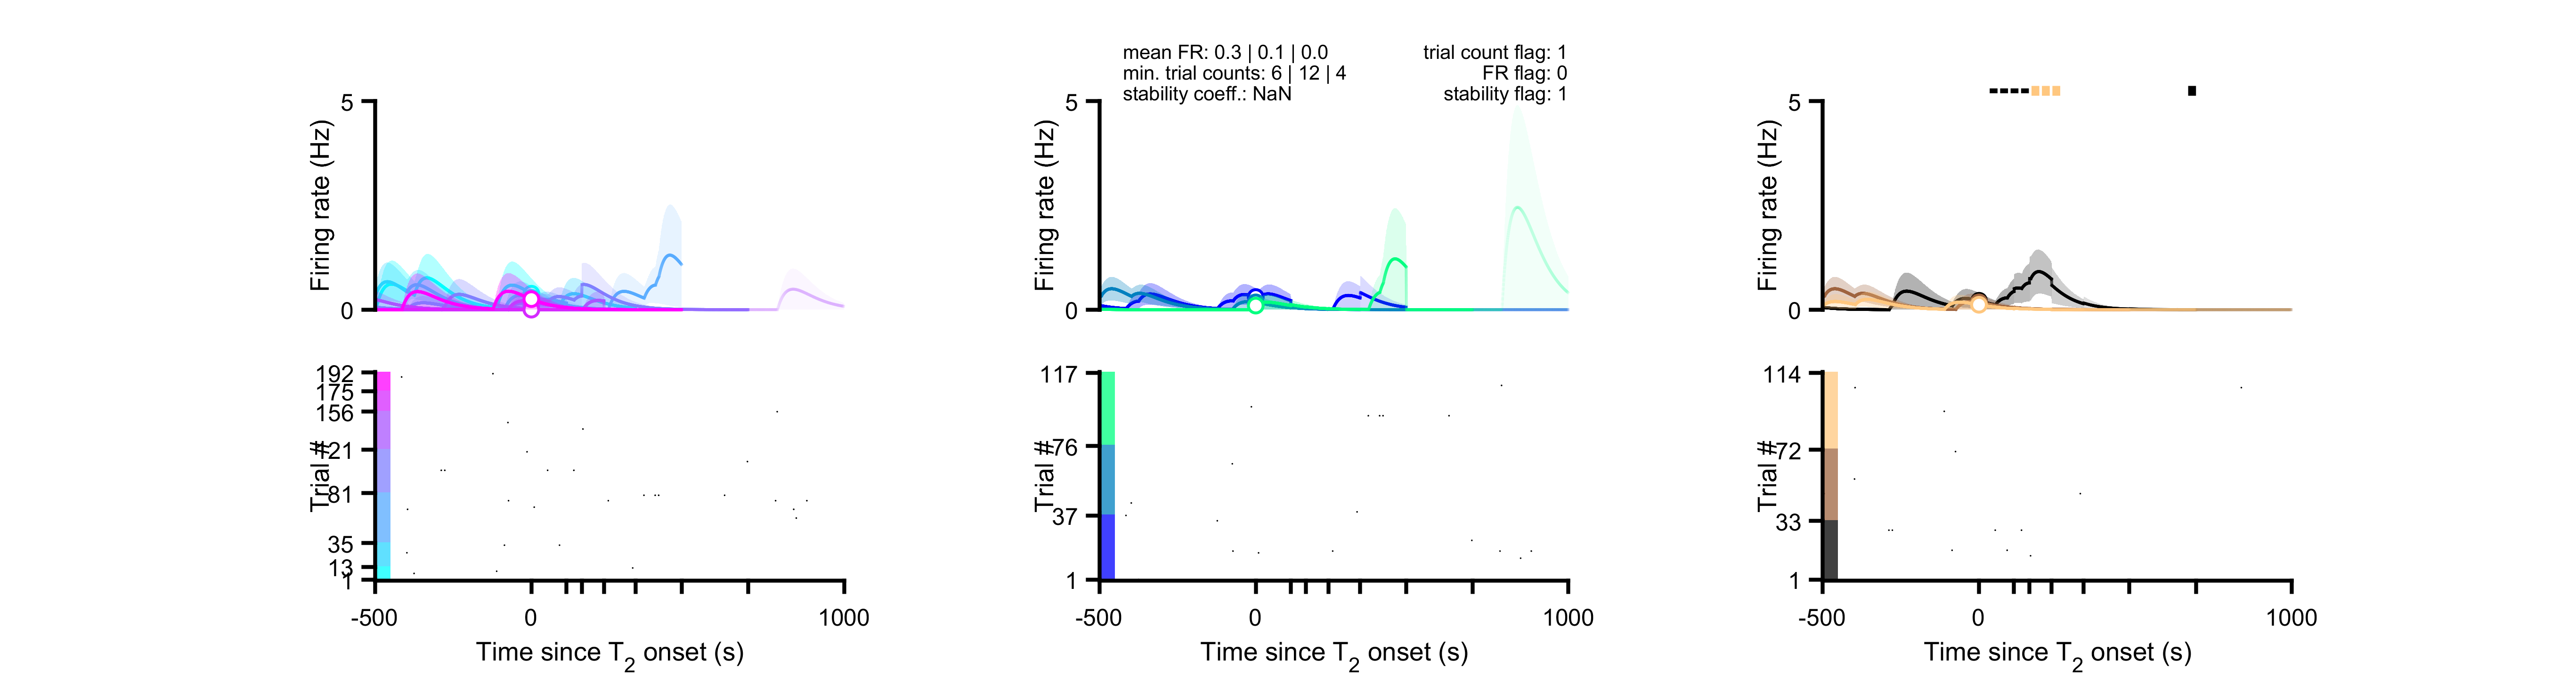 mean FR: 0.3 | 0.1 | 0.0
min. trial counts: 6 | 12 | 4
stability coeff.: NaN
trial count flag: 1
FR flag: 0
stability flag: 1
5
0
Firing rate (Hz)
5
0
Firing rate (Hz)
5
0
Firing rate (Hz)
192
175
156
121
81
35
13
1
Trial #
-500
0
1000
Time since T2 onset (s)
117
76
37
1
Trial #
-500
0
1000
Time since T2 onset (s)
114
72
33
1
Trial #
-500
0
1000
Time since T2 onset (s)